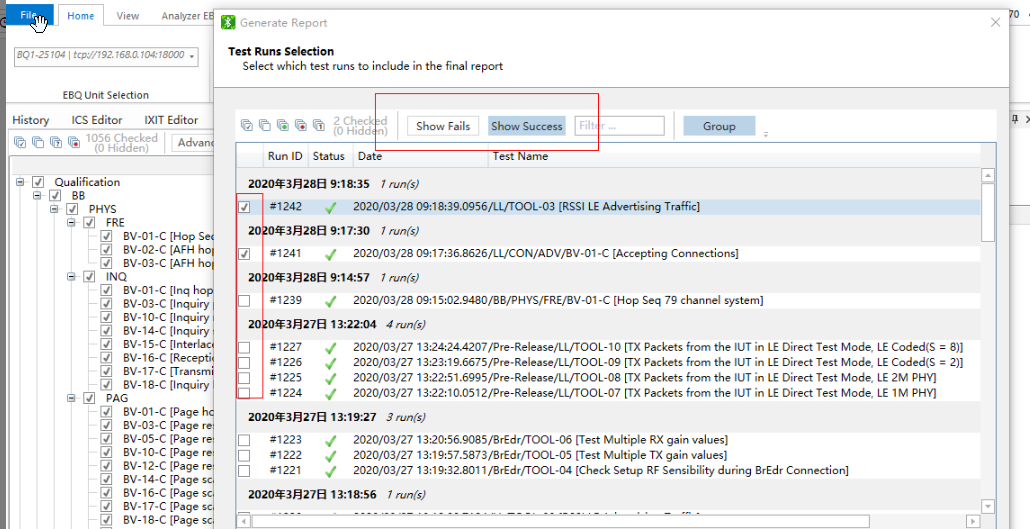 File Home View Analyzer EB
Generate Report
70
Test Runs Selection
Select which test runs to include in the final report
BQ1-25104 | tcp://192.168.0.104:18000
EBQ Unit Selection
History ICS Editor IXIT Editor
1056 Checked
(0 Hidden)
Advan
2 Checked
(0 Hidden)
Show Fails Show Success Filter ... Group
Run ID Status Date Test Name
2020年3月28日 9:18:35 1 run(s)
#1242 2020/03/28 09:18:39.0956/LL/TOOL-03 [RSSI LE Advertising Traffic]
2020年3月28日 9:17:30 1 run(s)
#1241 2020/03/28 09:17:36.8626/LL/CON/ADV/BV-01-C [Accepting Connections]
2020年3月28日 9:14:57 1 run(s)
#1239 2020/03/28 09:15:02.9480/BB/PHYS/FRE/BV-01-C [Hop Seq 79 channel system]
2020年3月27日 13:22:04 4 run(s)
#1227 2020/03/27 13:24:24.4207/Pre-Release/LL/TOOL-10 [TX Packets from the IUT in LE Direct Test Mode, LE Coded(S = 8)]
#1226 2020/03/27 13:23:19.6675/Pre-Release/LL/TOOL-09 [TX Packets from the IUT in LE Direct Test Mode, LE Coded(S = 2)]
#1225 2020/03/27 13:22:51.6995/Pre-Release/LL/TOOL-08 [TX Packets from the IUT in LE Direct Test Mode, LE 2M PHY]
#1224 2020/03/27 13:22:10.0512/Pre-Release/LL/TOOL-07 [TX Packets from the IUT in LE Direct Test Mode, LE 1M PHY]
2020年3月27日 13:19:27 3 run(s)
#1223 2020/03/27 13:20:56.9085/BrEdr/TOOL-06 [Test Multiple RX gain values]
#1222 2020/03/27 13:19:57.5873/BrEdr/TOOL-05 [Test Multiple TX gain values]
#1221 2020/03/27 13:19:32.8011/BrEdr/TOOL-04 [Check Setup RF Sensibility during BrEdr Connection]
2020年3月27日 13:18:56 1 run(s)
Qualification
BB
PHYS
FRE
BV-01-C [Hop Seq
BV-02-C [AFH hop
BV-03-C [AFH hop
INQ
BV-01-C [Inq hop
BV-03-C [Inquiry
BV-10-C [Inquiry
BV-14-C [Inquiry
BV-15-C [Interlace
BV-16-C [Receptio
BV-17-C [Transmi
BV-18-C [Inquiry
PAG
BV-01-C [Page ho
BV-03-C [Page res
BV-05-C [Page res
BV-10-C [Page res
BV-12-C [Page res
BV-14-C [Page sca
BV-16-C [Page sca
BV-17-C [Page sca
BV-18-C [Page sca